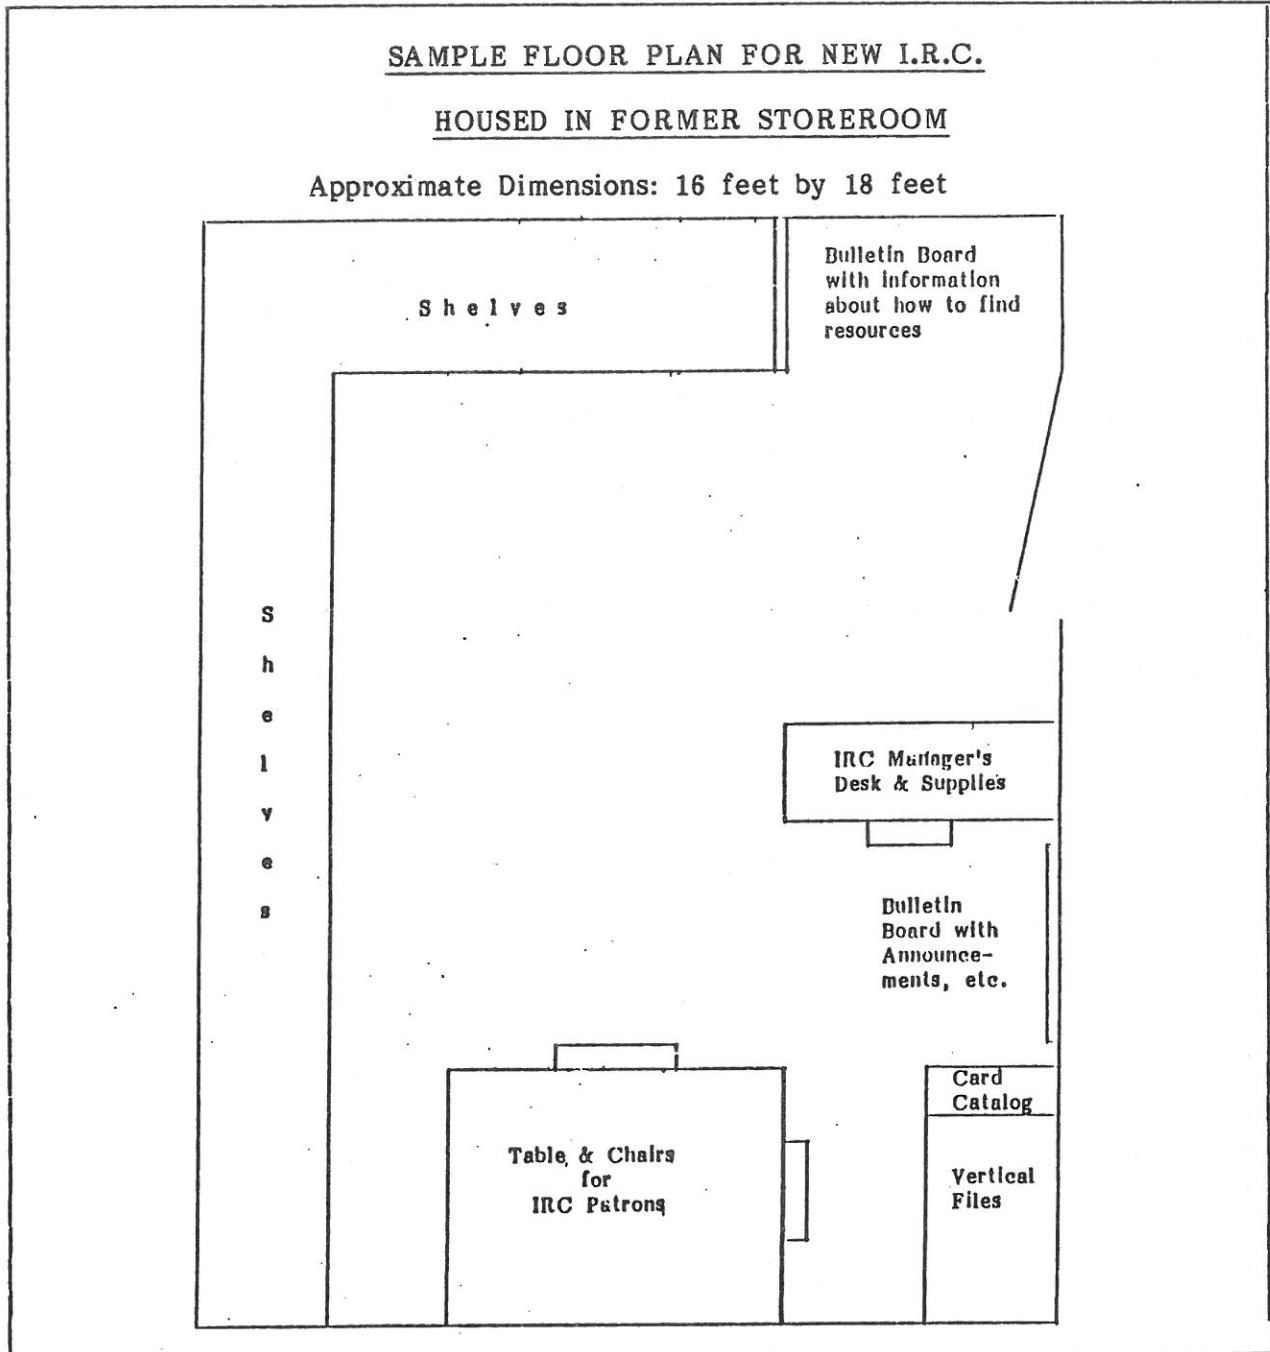 SAMPLE FLOOR PLAN FOR NEW I.R.C.
HOUSED IN FORMER STOREROOM
Approximate Dimensions: 16 feet by 18 feet
Shelves
Bulletin Board
with information
about how to find
resources
Shelves
IRC Manager's
Desk & Supplies
Bulletin
Board with
Announce-
ments, etc.
Card
Catalog
Table & Chairs
for
IRC Patrons
Vertical
Files